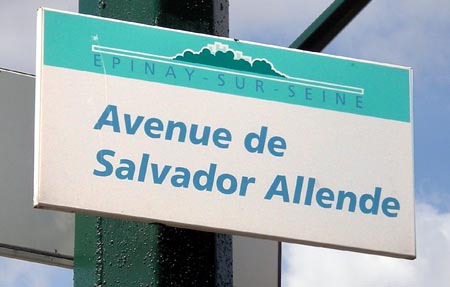 EPINAY-SUR-SEINE
Avenue de
Salvador Allende